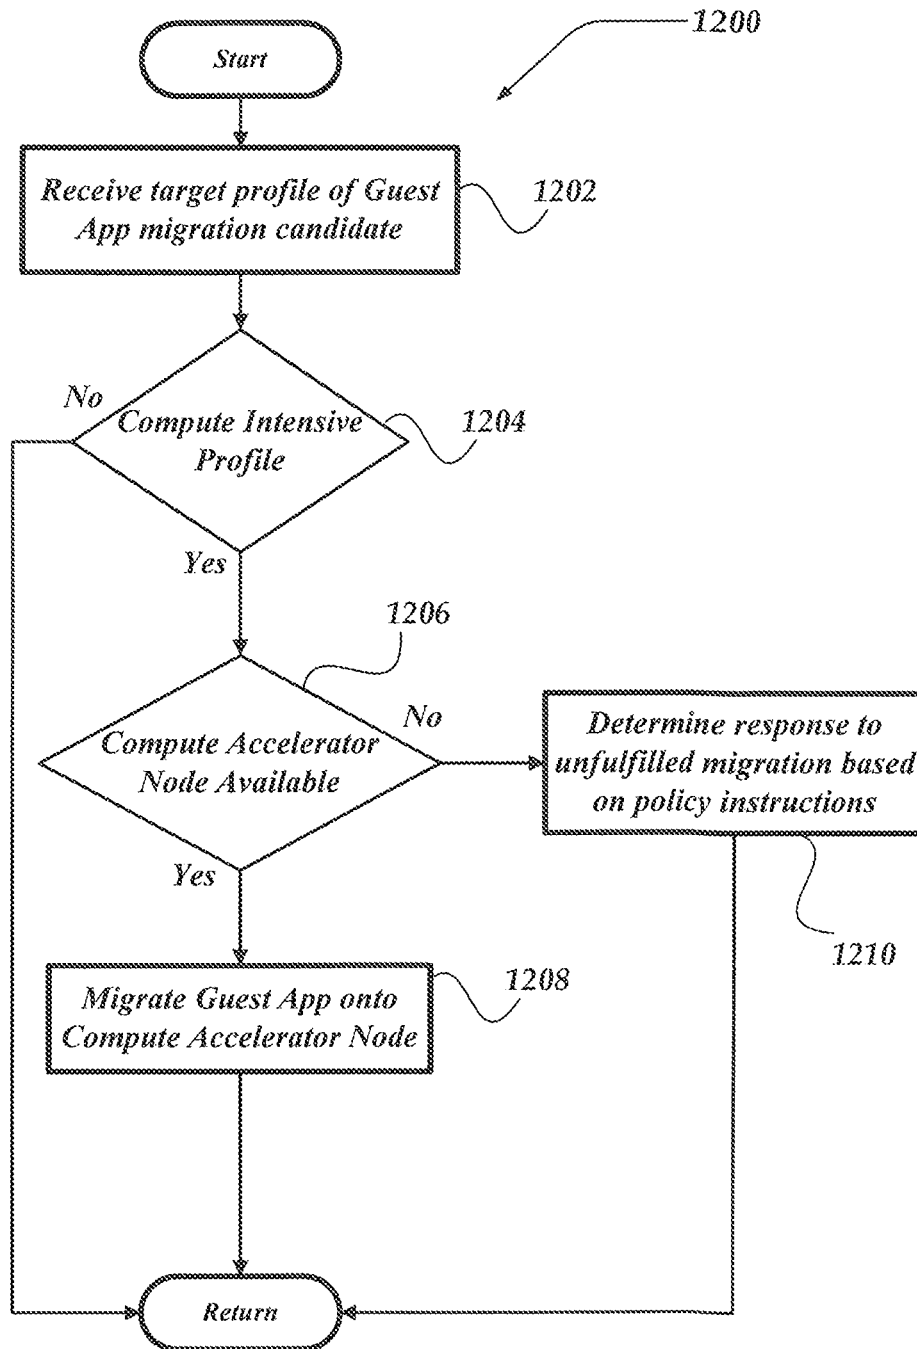 1200
Start
Receive target profile of Guest
App migration candidate
1202
No
Compute Intensive
Profile
1204
Yes
1206
No
Compute Accelerator
Node Available
Determine response to
unfulfilled migration based
on policy instructions
Yes
1210
1208
Migrate Guest App onto
Compute Accelerator Node
Return